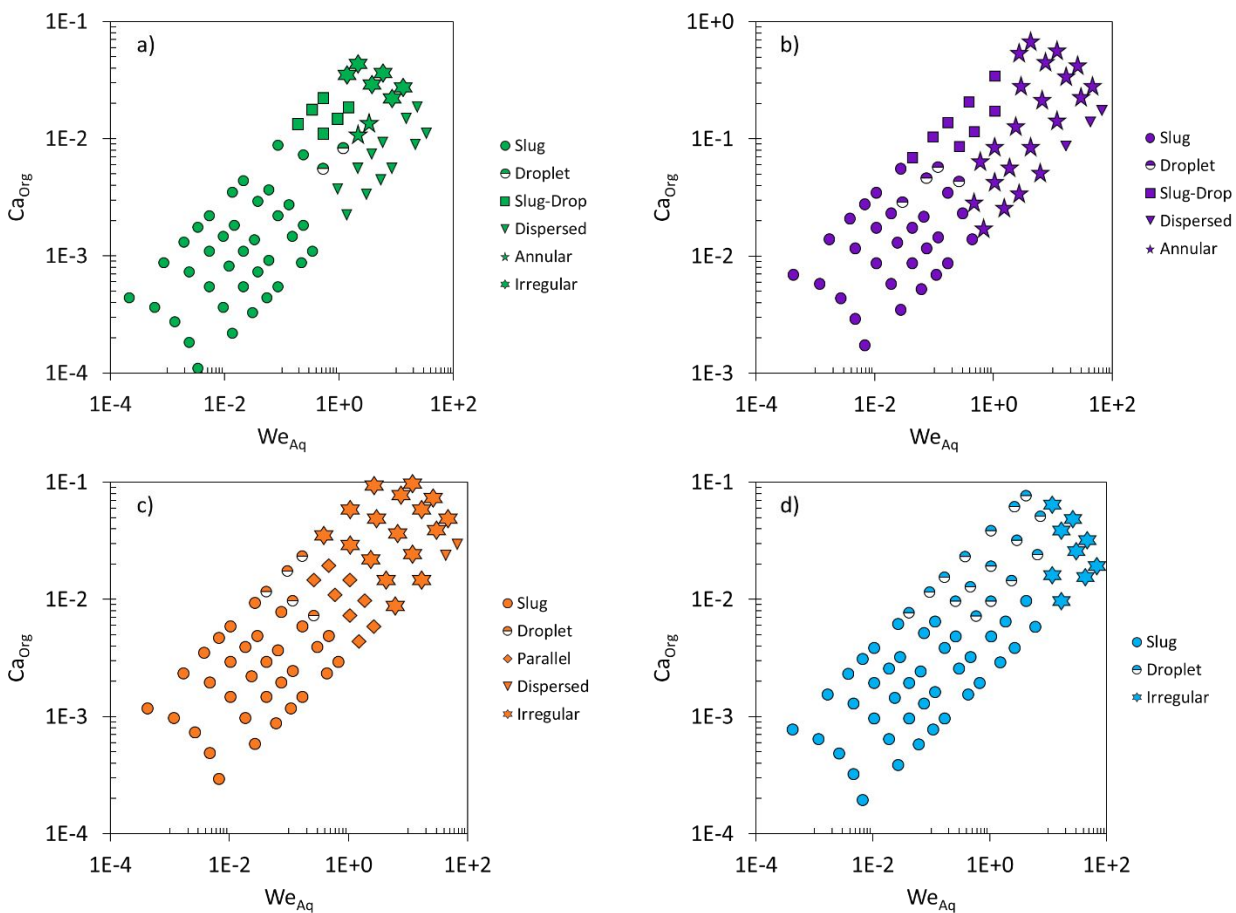 a)
1E-1
1E-2
1E-3
1E-4
Ca_Org
1E-4
1E-2
1E+0
1E+2
We_Aq
Slug
Droplet
Slug-Drop
Dispersed
Annular
Irregular
b)
1E+0
1E-1
1E-2
1E-3
Ca_Org
1E-4
1E-2
1E+0
1E+2
We_Aq
Slug
Droplet
Slug-Drop
Dispersed
Annular
c)
1E-1
1E-2
1E-3
1E-4
Ca_Org
1E-4
1E-2
1E+0
1E+2
We_Aq
Slug
Droplet
Parallel
Dispersed
Irregular
d)
1E-1
1E-2
1E-3
1E-4
Ca_Org
1E-4
1E-2
1E+0
1E+2
We_Aq
Slug
Droplet
Irregular